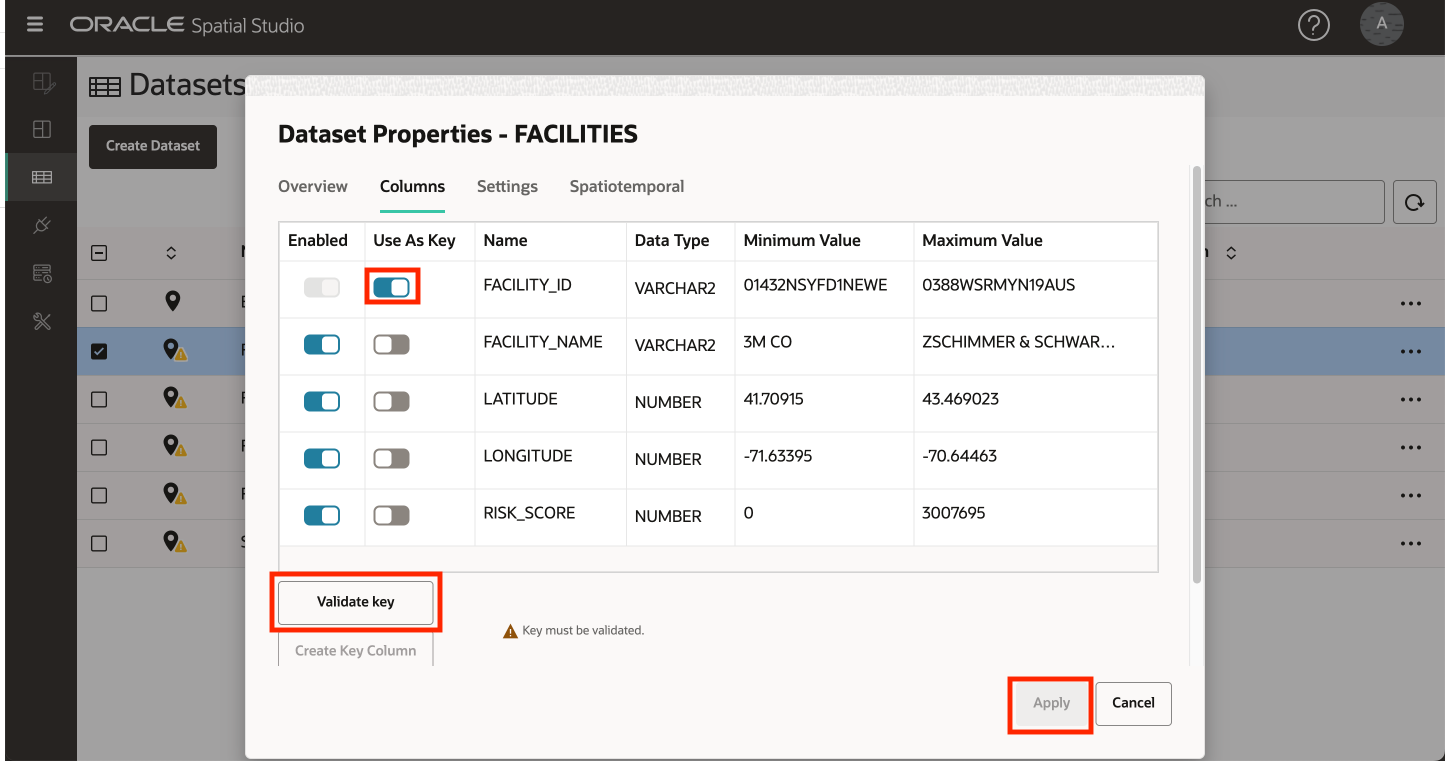 ORACLE Spatial Studio
?
A
Datasets
Create Dataset
ch ...
Dataset Properties - FACILITIES
Overview Columns Settings Spatiotemporal
Enabled Use As Key Name Data Type Minimum Value Maximum Value
FACILITY_ID VARCHAR2 01432NSYFD1NEWE 0388WSRMYN19AUS
FACILITY_NAME VARCHAR2 3M CO ZSCHIMMER & SCHWAR...
LATITUDE NUMBER 41.70915 43.469023
LONGITUDE NUMBER -71.63395 -70.64463
RISK_SCORE NUMBER 0 3007695
Validate key
Key must be validated.
Create Key Column
Apply Cancel